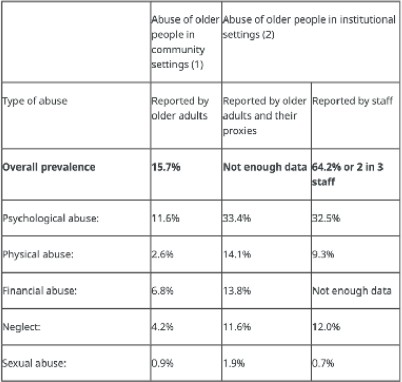 Abuse of older people in community settings (1)
Abuse of older people in institutional settings (2)
Type of abuse
Reported by older adults
Reported by older adults and their proxies
Reported by staff
Overall prevalence
15.7%
Not enough data
64.2% or 2 in 3 staff
Psychological abuse:
11.6%
33.4%
32.5%
Physical abuse:
2.6%
14.1%
9.3%
Financial abuse:
6.8%
13.8%
Not enough data
Neglect:
4.2%
11.6%
12.0%
Sexual abuse:
0.9%
1.9%
0.7%